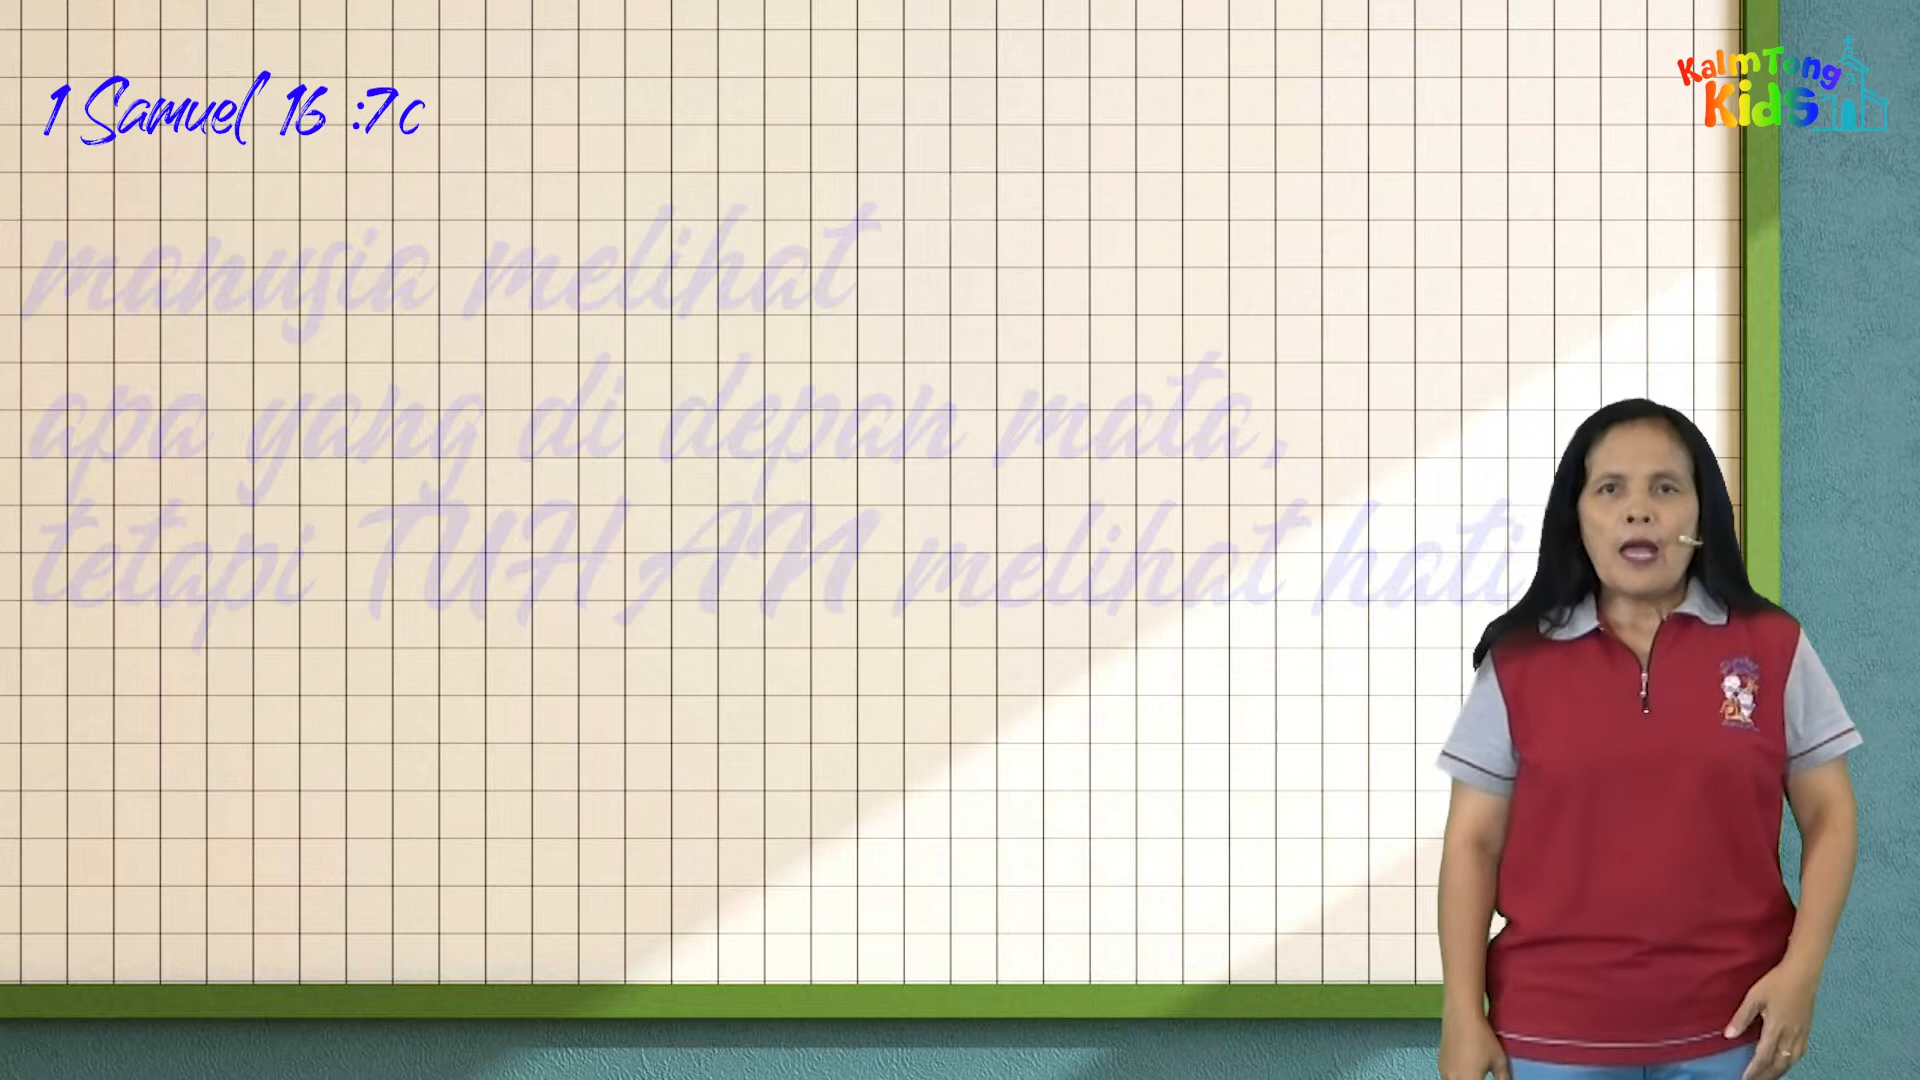 1 Samuel 16 :7c
manusia melihat
apa yang di depan mata,
tetapi TUHAN melihat hati
KalmTong
Kids